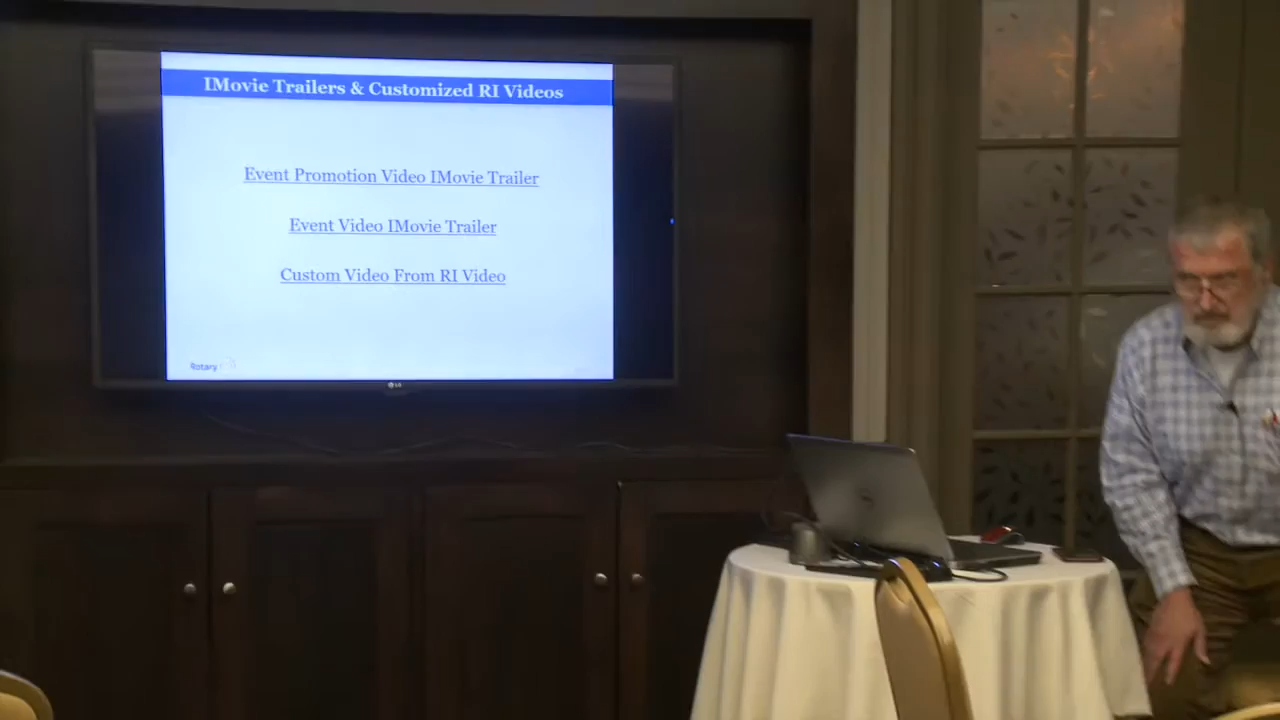 IMovie Trailers & Customized RI Videos
Event Promotion Video IMovie Trailer
Event Video IMovie Trailer
Custom Video From RI Video
Rotary
LG